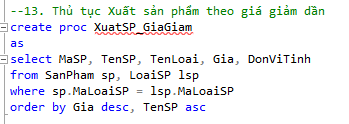 --13. Thủ tục Xuất sản phẩm theo giá giảm dần
create proc XuatSP_GiaGiam
as
select MaSP, TenSP, TenLoai, Gia, DonViTinh
from SanPham sp, LoaiSP lsp
where sp.MaLoaiSP = lsp.MaLoaiSP
order by Gia desc, TenSP asc